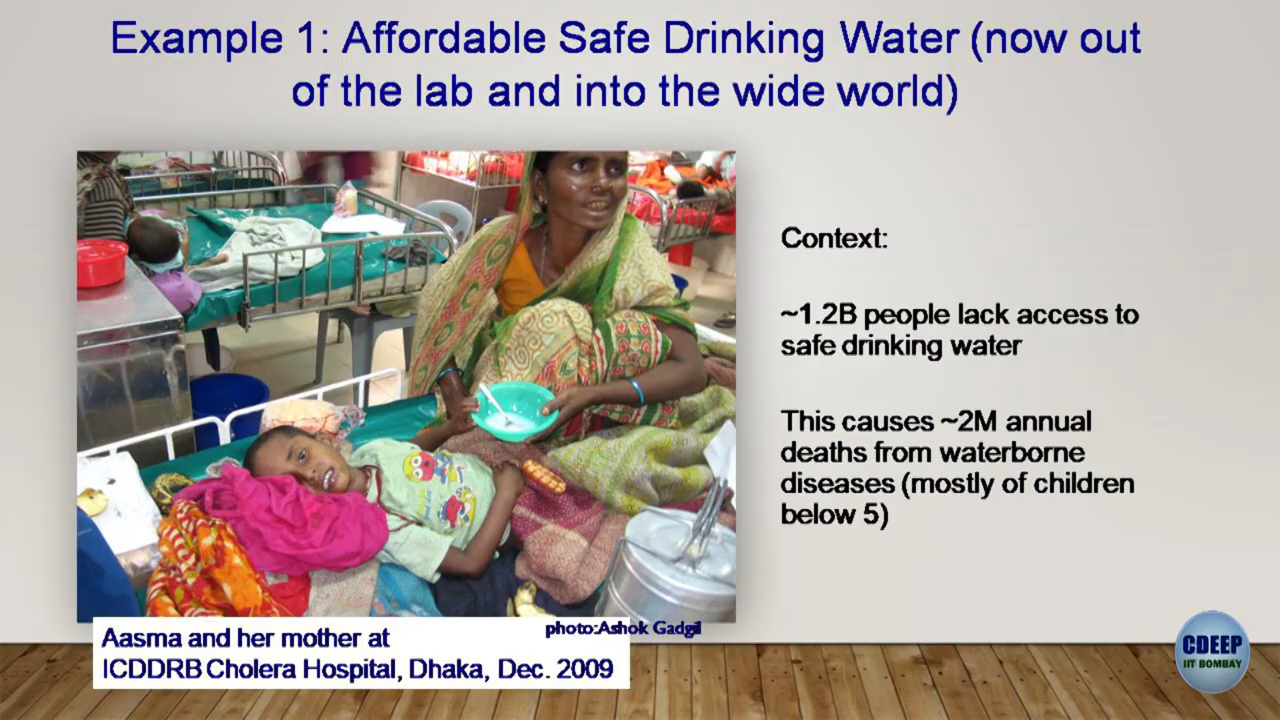 Example 1: Affordable Safe Drinking Water (now out
of the lab and into the wide world)
Context:
~1.2B people lack access to
safe drinking water
This causes ~2M annual
deaths from waterborne
diseases (mostly of children
below 5)
photo:Ashok Gadgil
Aasma and her mother at
ICDDRB Cholera Hospital, Dhaka, Dec. 2009
CDEEP
IIT BOMBAY